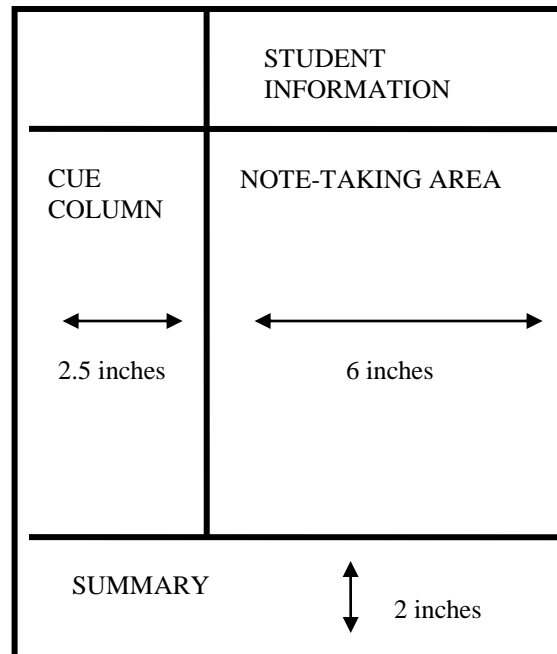 STUDENT
INFORMATION
CUE
COLUMN
NOTE-TAKING AREA
2.5 inches
6 inches
SUMMARY
2 inches